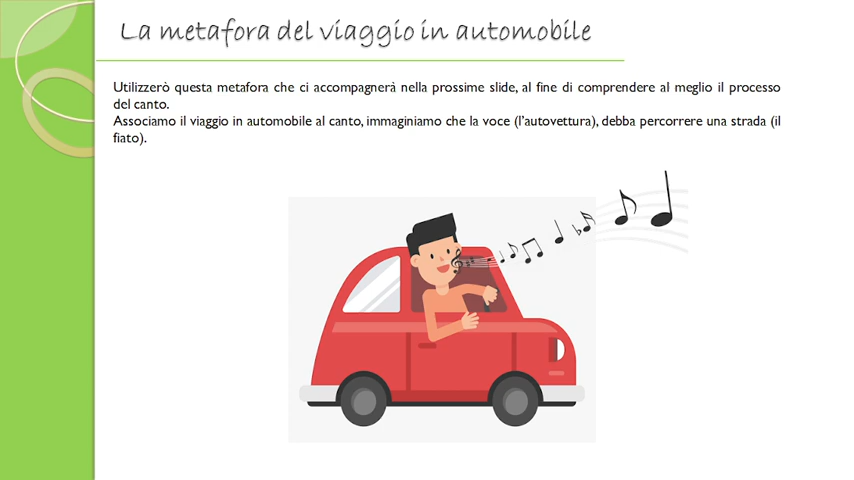 La metafora del viaggio in automobile
Utilizzerò questa metafora che ci accompagnerà nella prossime slide, al fine di comprendere al meglio il processo
del canto.
Associamo il viaggio in automobile al canto, immaginiamo che la voce (l'autovettura), debba percorrere una strada (il
fiato).